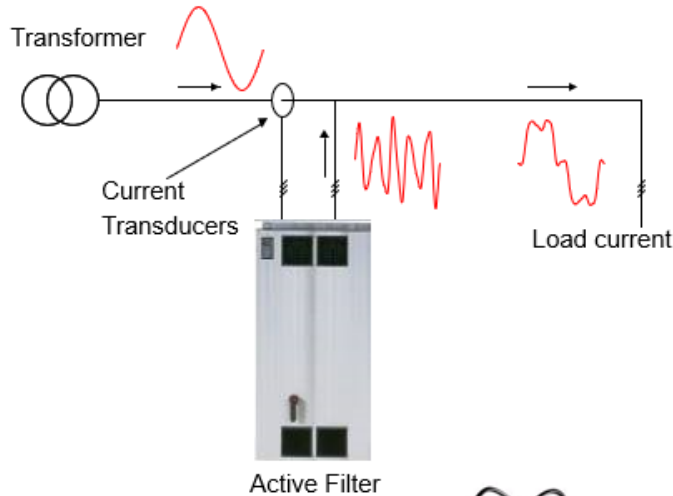 Transformer
Current
Transducers
Load current
Active Filter